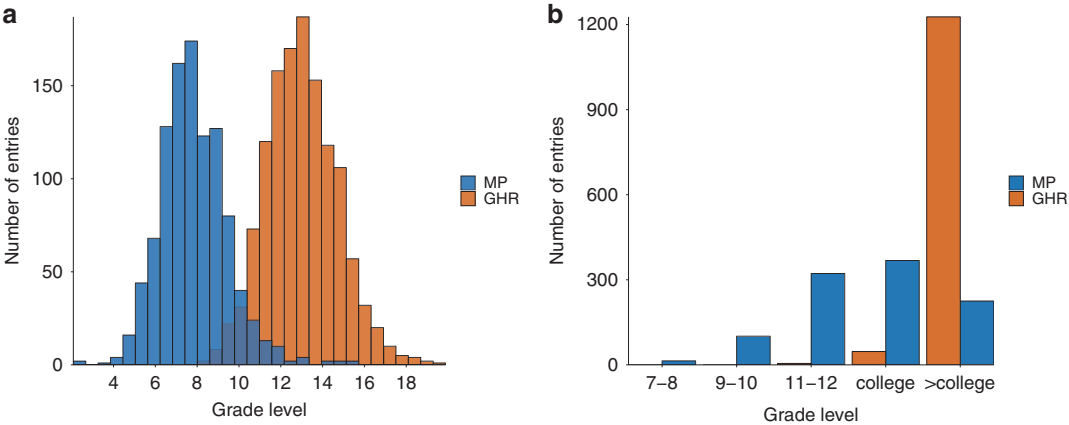 a
Number of entries
150
100
50
0
4 6 8 10 12 14 16 18
Grade level
MP
GHR
b
Number of entries
1200
900
600
300
0
7–8 9–10 11–12 college >college
Grade level
MP
GHR